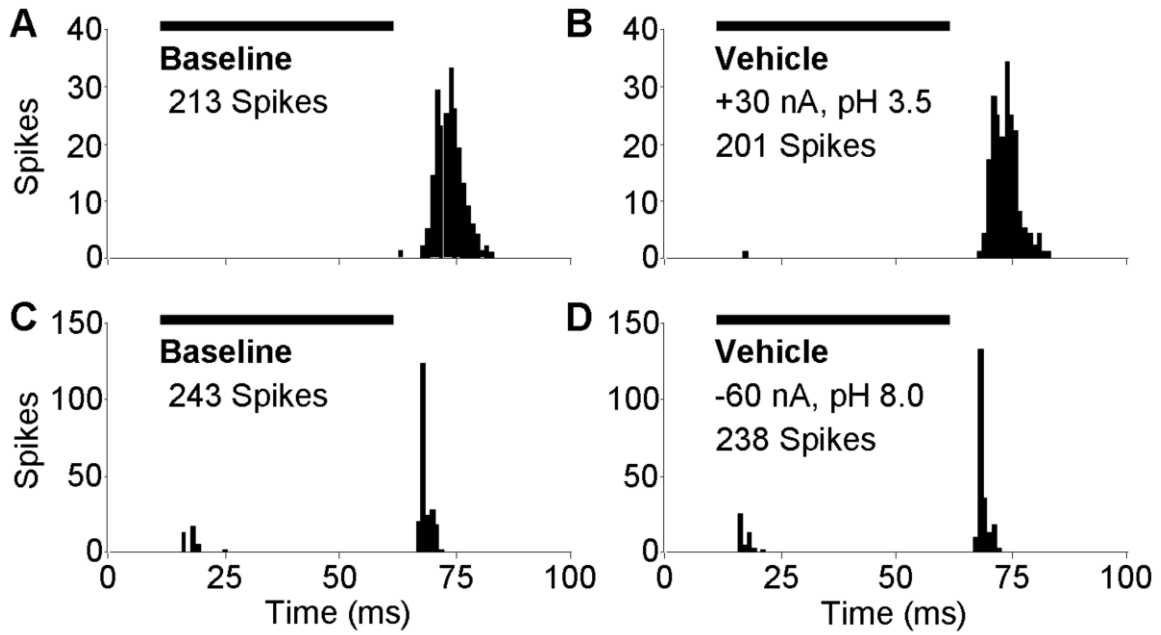 A
B
40
30
20
10
0
Spikes
Baseline
213 Spikes
40
30
20
10
0
Vehicle
+30 nA, pH 3.5
201 Spikes
C
D
150
100
50
0
Spikes
Baseline
243 Spikes
0
25
50
75
100
Time (ms)
150
100
50
0
Vehicle
-60 nA, pH 8.0
238 Spikes
0
25
50
75
100
Time (ms)